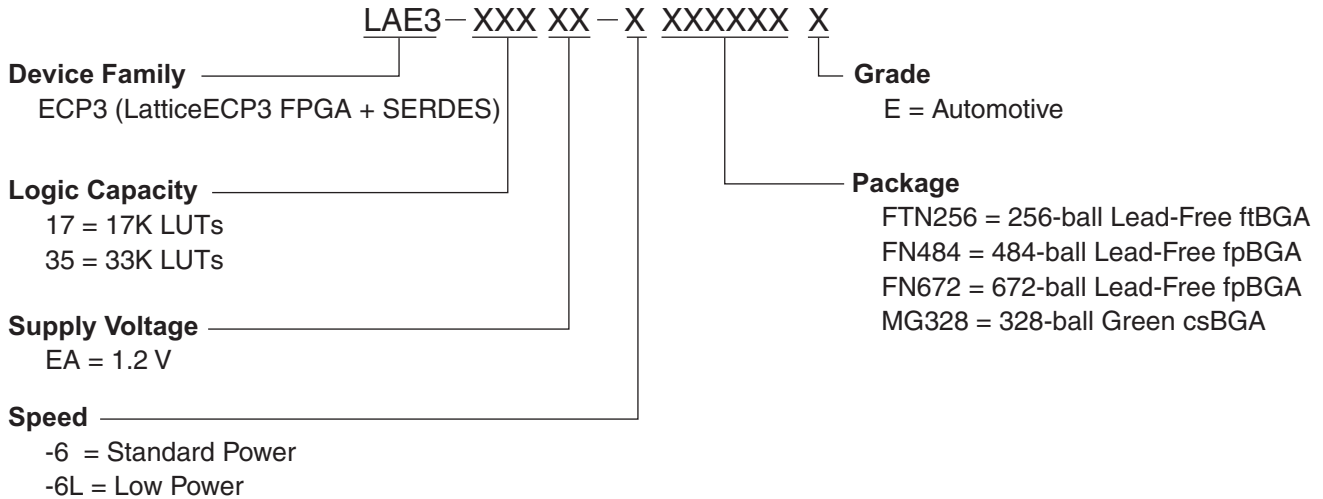 LAE3 – XXX XX – X XXXXXX X
Device Family
ECP3 (LatticeECP3 FPGA + SERDES)
Logic Capacity
17 = 17K LUTs
35 = 33K LUTs
Supply Voltage
EA = 1.2 V
Speed
-6 = Standard Power
-6L = Low Power
Grade
E = Automotive
Package
FTN256 = 256-ball Lead-Free ftBGA
FN484 = 484-ball Lead-Free fpBGA
FN672 = 672-ball Lead-Free fpBGA
MG328 = 328-ball Green csBGA